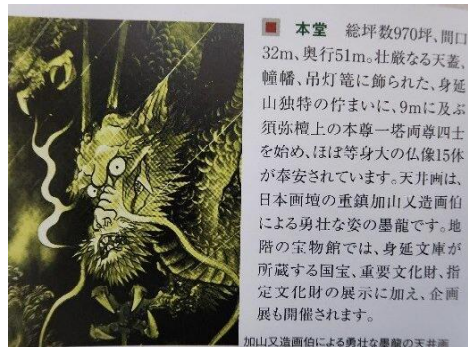 ■ 本堂 総坪数970坪、間口
32m、奥行51m。壮厳なる天蓋、
幢幡、吊灯篭に飾られた、身延
山独特の佇まいに、9mに及ぶ
須弥檀上の本尊一塔両尊四士
を始め、ほぼ等身大の仏像15体
が奉安されています。天井画は、
日本画壇の重鎮加山又造画伯
による勇壮な姿の墨龍です。地
階の宝物館では、身延文庫が
所蔵する国宝、重要文化財、指
定文化財の展示に加え、企画
展も開催されます。
加山又造画伯による勇壮な墨龍の天井画